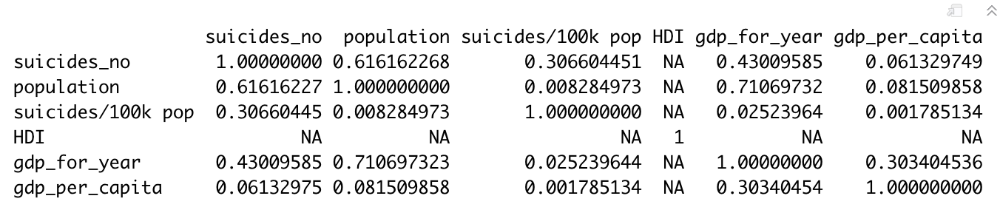 suicides_no population suicides/100k pop HDI gdp_for_year gdp_per_capita
suicides_no 1.00000000 0.616162268 0.306604451 NA 0.43009585 0.061329749
population 0.61616227 1.000000000 0.008284973 NA 0.71069732 0.081509858
suicides/100k pop 0.30660445 0.008284973 1.000000000 NA 0.02523964 0.001785134
HDI NA NA NA 1 NA NA
gdp_for_year 0.43009585 0.710697323 0.025239644 NA 1.00000000 0.303404536
gdp_per_capita 0.06132975 0.081509858 0.001785134 NA 0.30340454 1.000000000